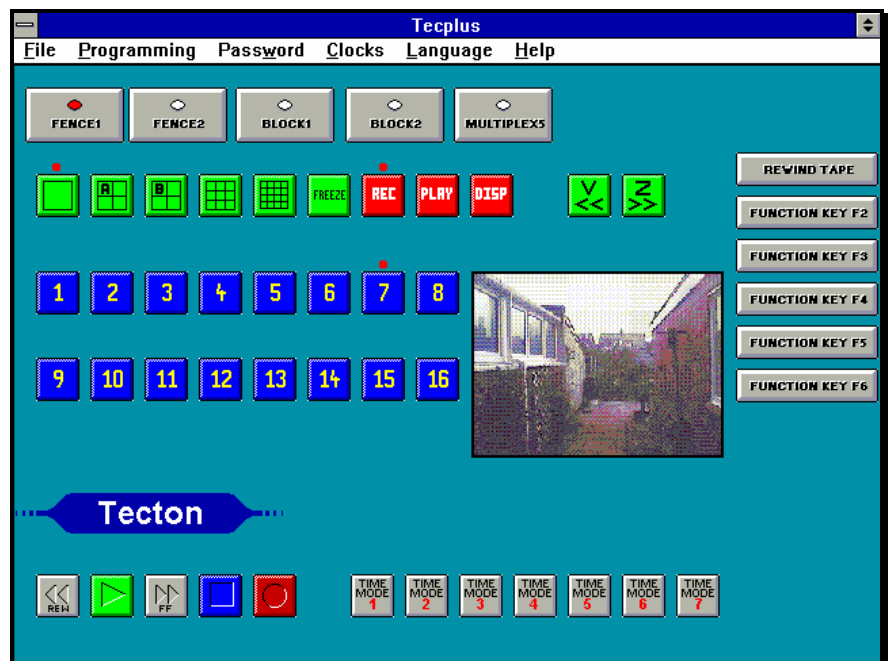 Tecplus
File Programming Password Clocks Language Help
FENCE1 FENCE2 BLOCK1 BLOCK2 MULTIPLEX5
REWIND TAPE
A B FREEZE REC PLAY DISP V << Z >>
FUNCTION KEY F2
FUNCTION KEY F3
1 2 3 4 5 6 7 8
FUNCTION KEY F4
FUNCTION KEY F5
9 10 11 12 13 14 15 16
FUNCTION KEY F6
Tecton
REW FF
TIME MODE 1 TIME MODE 2 TIME MODE 3 TIME MODE 4 TIME MODE 5 TIME MODE 6 TIME MODE 7